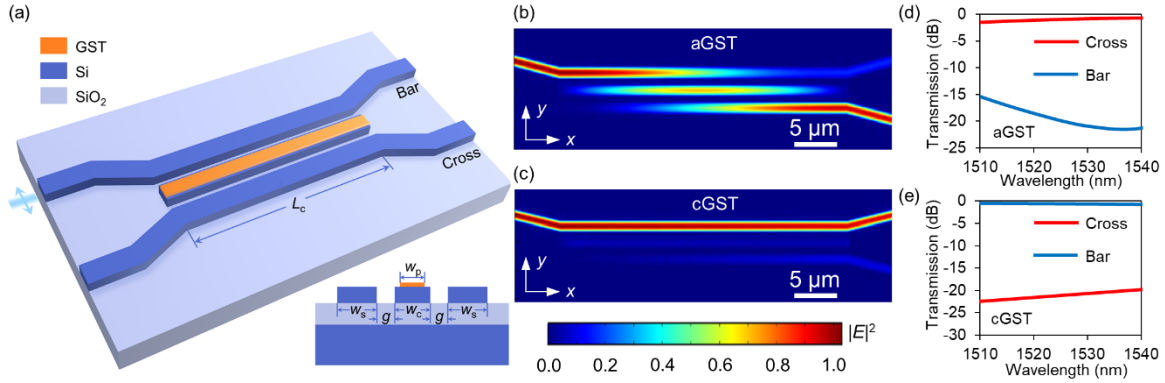 (a)
GST
Si
SiO2
Bar
Cross
Lc
wp
ws
g
wc
g
ws
(b)
aGST
y
x
5 μm
(c)
cGST
y
x
5 μm
|E|²
0.0 0.2 0.4 0.6 0.8 1.0
(d)
Transmission (dB)
0
-5
-10
-15
-20
-25
Cross
Bar
aGST
1510 1520 1530 1540
Wavelength (nm)
(e)
Transmission (dB)
0
-5
-10
-15
-20
-25
-30
Cross
Bar
cGST
1510 1520 1530 1540
Wavelength (nm)